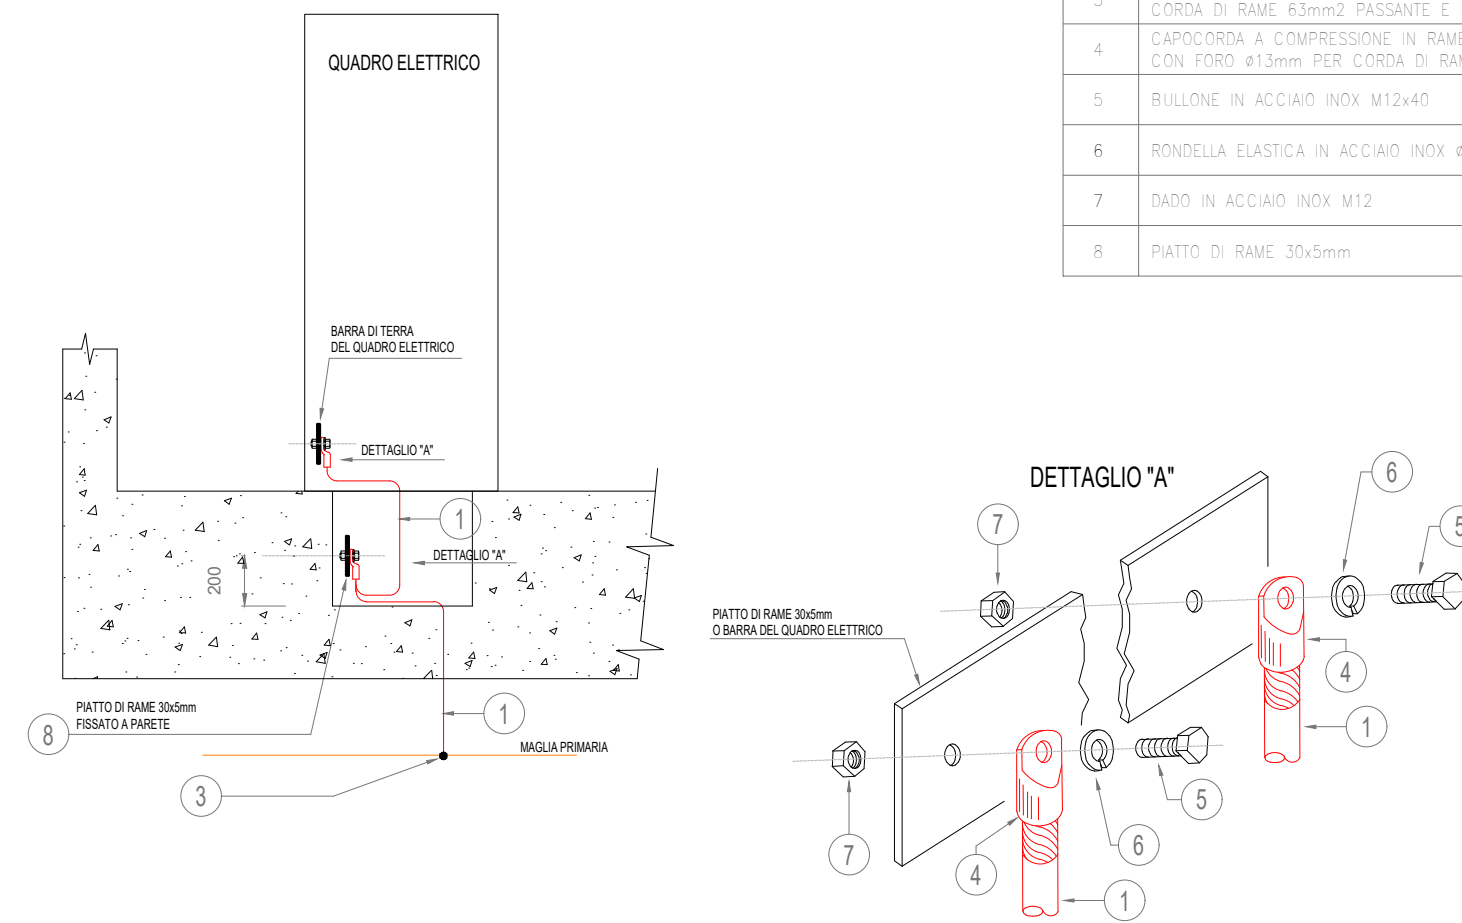 QUADRO ELETTRICO
BARRA DI TERRA
DEL QUADRO ELETTRICO
DETTAGLIO "A"
1
DETTAGLIO "A"
200
PIATTO DI RAME 30x5mm
FISSATO A PARETE
8
1
MAGLIA PRIMARIA
3
CORDA DI RAME 63mm2 PASSANTE E
4 CAPOCORDA A COMPRESSIONE IN RAME
CON FORO ø13mm PER CORDA DI RAM
5 BULLONE IN ACCIAIO INOX M12x40
6 RONDELLA ELASTICA IN ACCIAIO INOX ø
7 DADO IN ACCIAIO INOX M12
8 PIATTO DI RAME 30x5mm
DETTAGLIO "A"
6
7
5
PIATTO DI RAME 30x5mm
O BARRA DEL QUADRO ELETTRICO
4
1
5
6
7
4
1